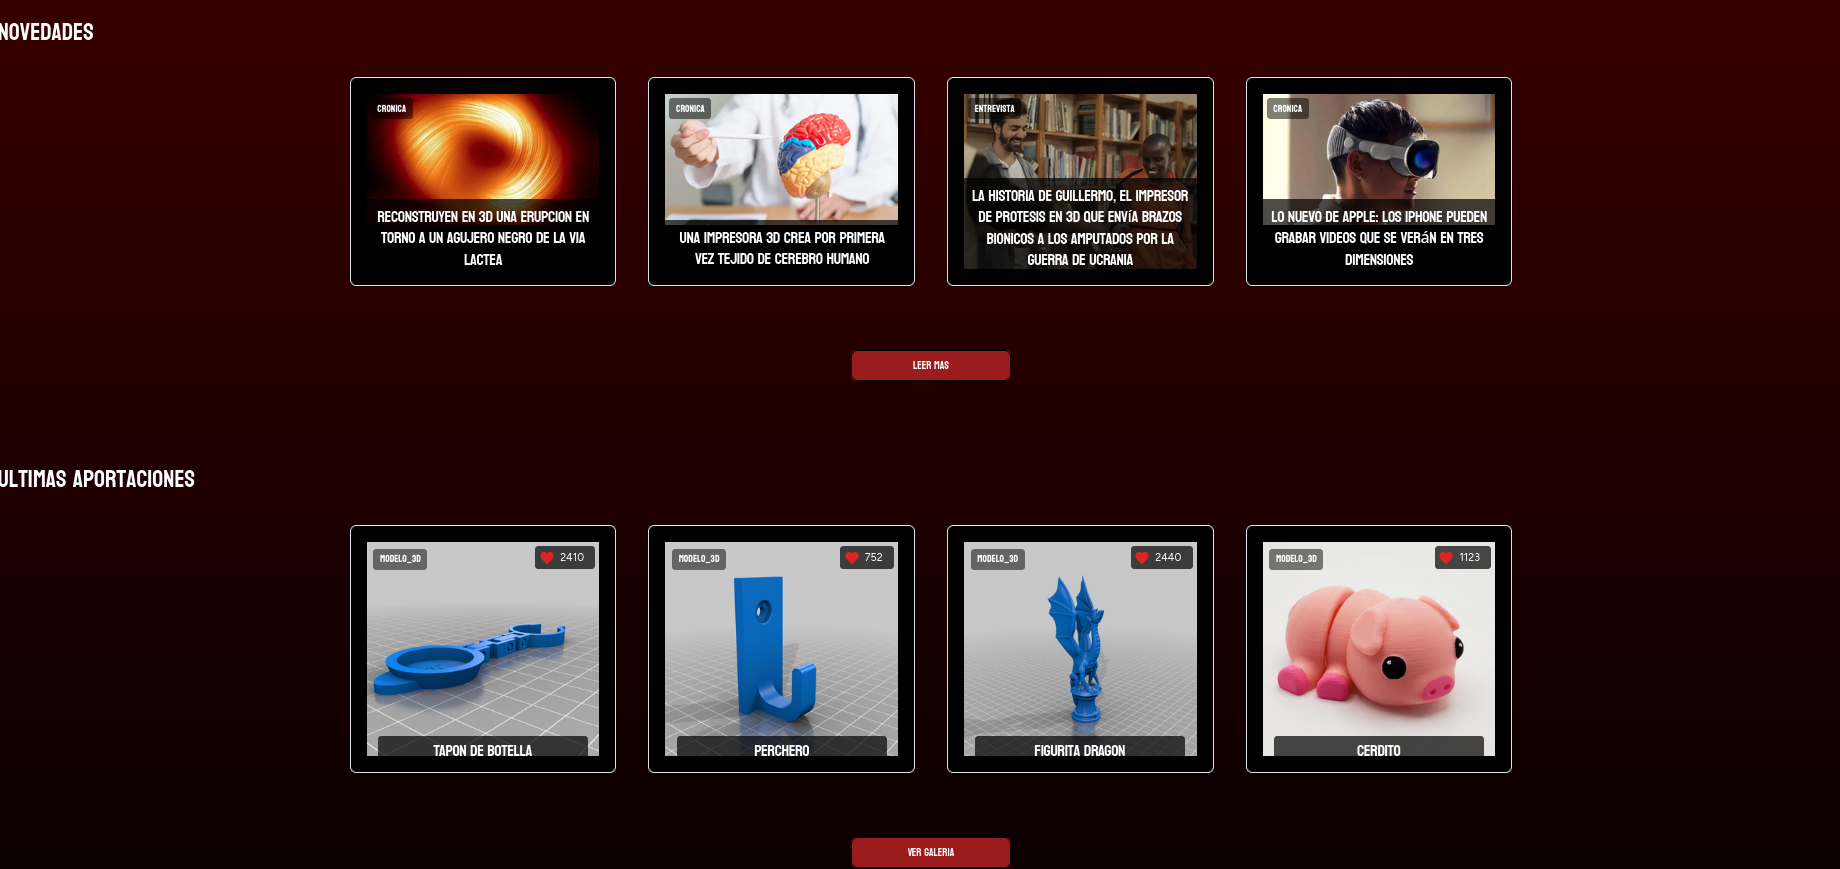 NOVEDADES
CRONICA
RECONSTRUYEN EN 3D UNA ERUPCION EN
TORNO A UN AGUJERO NEGRO DE LA VIA
LACTEA
CRONICA
UNA IMPRESORA 3D CREA POR PRIMERA
VEZ TEJIDO DE CEREBRO HUMANO
ENTREVISTA
LA HISTORIA DE GUILLERMO, EL IMPRESOR
DE PROTESIS EN 3D QUE ENVíA BRAZOS
BIONICOS A LOS AMPUTADOS POR LA
GUERRA DE UCRANIA
CRONICA
LO NUEVO DE APPLE: LOS IPHONE PUEDEN
GRABAR VIDEOS QUE SE VERáN EN TRES
DIMENSIONES
LEER MAS
ULTIMAS APORTACIONES
MODELO_3D
2410
TAPON DE BOTELLA
MODELO_3D
752
PERCHERO
MODELO_3D
2440
FIGURITA DRAGON
MODELO_3D
1123
CERDITO
VER GALERIA